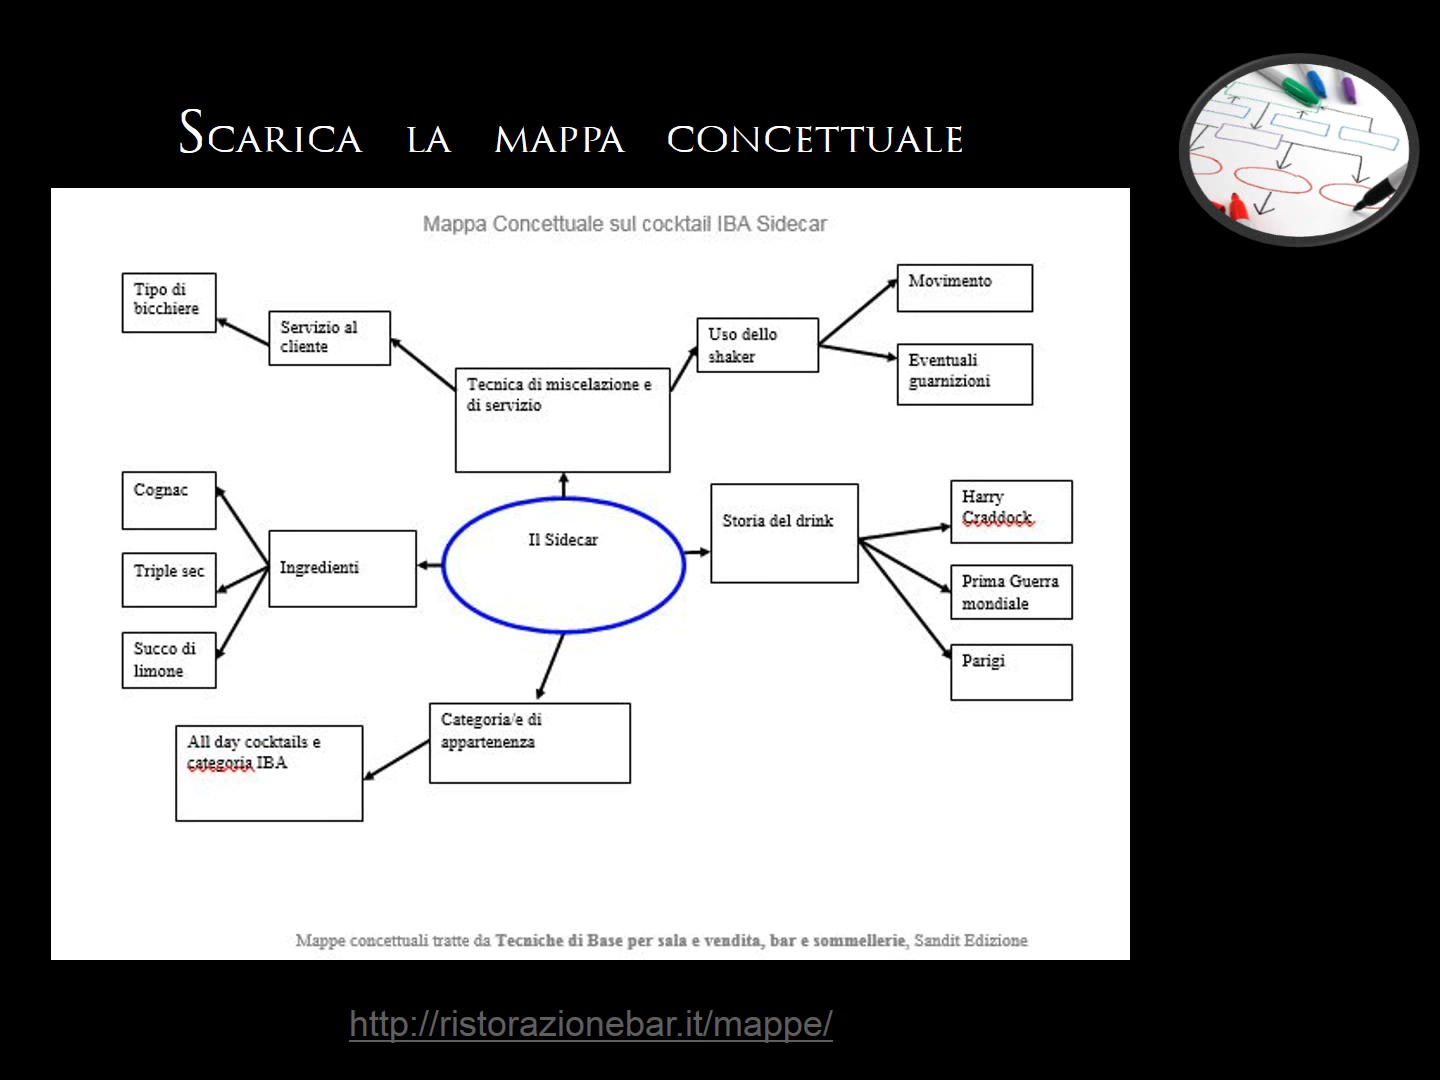 Scarica la mappa concettuale
Mappa Concettuale sul cocktail IBA Sidecar
Tipo di
bicchiere
Servizio al
cliente
Tecnica di miscelazione e
di servizio
Uso dello
shaker
Movimento
Eventuali
guarnizioni
Cognac
Triple sec
Succo di
limone
Ingredienti
Il Sidecar
Storia del drink
Harry
Craddock
Prima Guerra
mondiale
Parigi
Categoria/e di
appartenenza
All day cocktails e
categoria IBA
Mappe concettuali tratte da Tecniche di Base per sala e vendita, bar e sommellerie, Sandit Edizione
http://ristorazionebar.it/mappe/